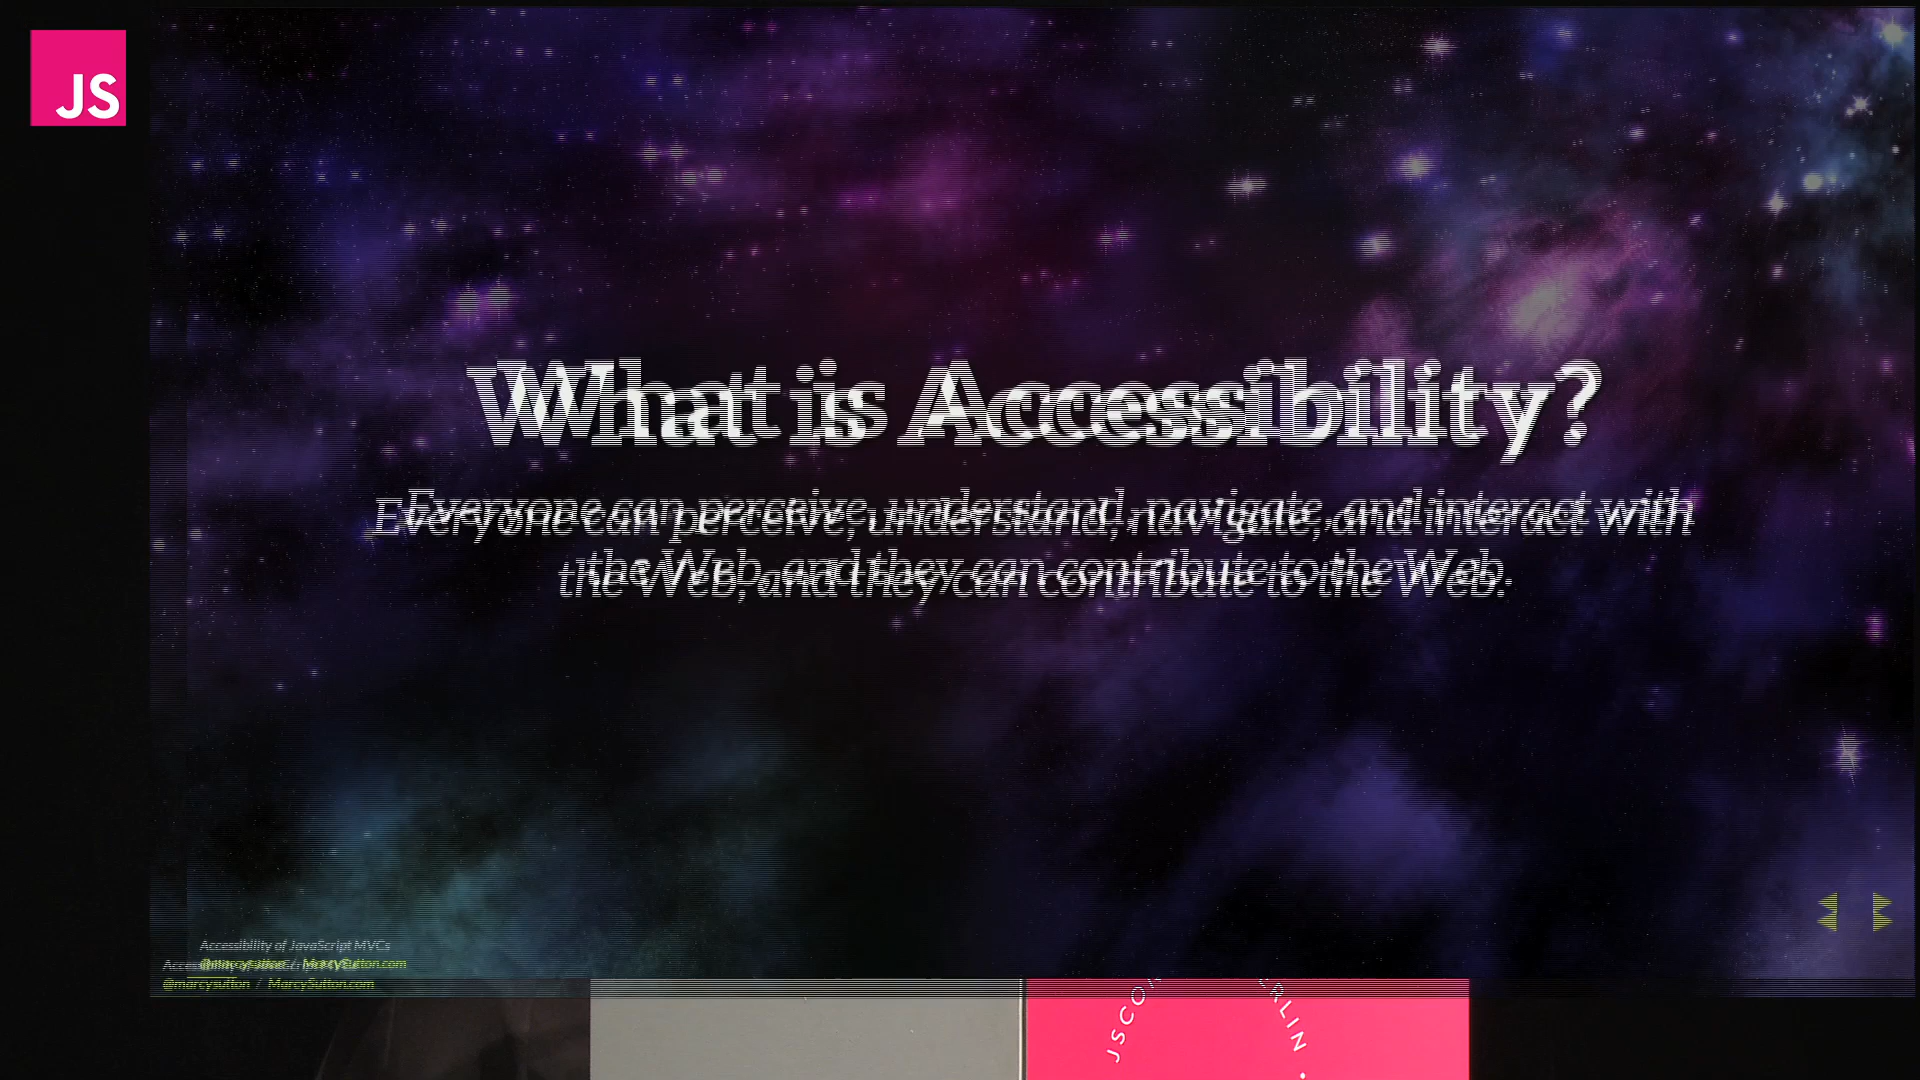 JS
What is Accessibility?
Everyone can perceive, understand, navigate, and interact with
the Web, and they can contribute to the Web.
Accessibility of JavaScript MVCs
@marcysutton / MarcySutton.com